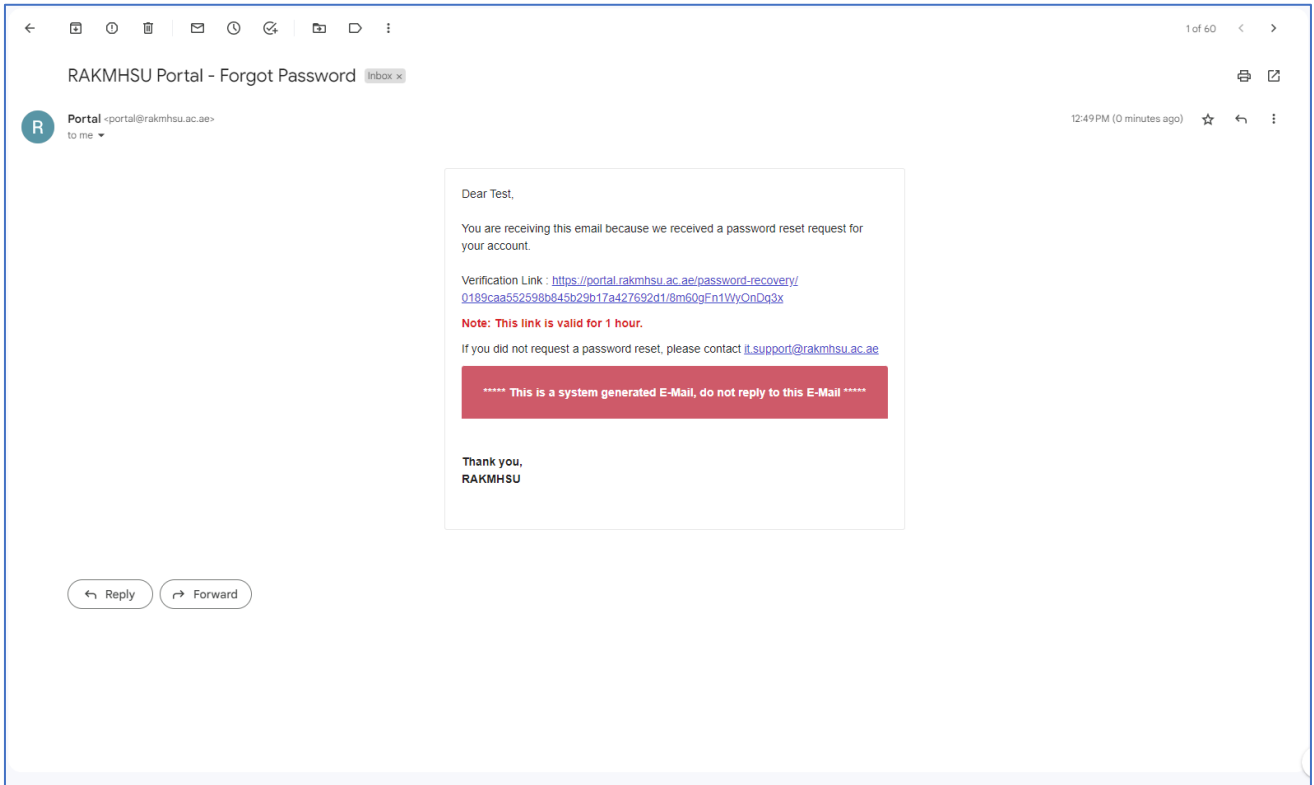 1 of 60
RAKMHSU Portal - Forgot Password Inbox x
R
Portal <portal@rakmhsu.ac.ae>
12:49 PM (0 minutes ago)
to me
Dear Test,
You are receiving this email because we received a password reset request for
your account.
Verification Link : https://portal.rakmhsu.ac.ae/password-recovery/
0189caa552598b845b29b17a427692d1/8m60gFn1WyOnDq3x
Note: This link is valid for 1 hour.
If you did not request a password reset, please contact it.support@rakmhsu.ac.ae
***** This is a system generated E-Mail, do not reply to this E-Mail *****
Thank you,
RAKMHSU
Reply
Forward